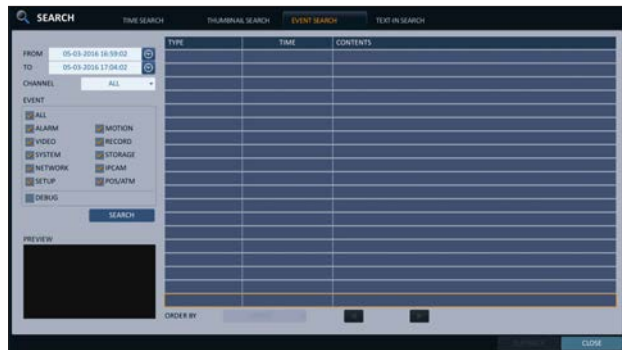 SEARCH
TIME SEARCH
THUMBNAIL SEARCH
EVENT SEARCH
TEXT-IN SEARCH
FROM 05-03-2016 16:59:02
TO 05-03-2016 17:04:02
CHANNEL ALL
EVENT
ALL
ALARM MOTION
VIDEO RECORD
SYSTEM STORAGE
NETWORK IPCAM
SETUP POS/ATM
DEBUG
SEARCH
PREVIEW
TYPE TIME CONTENTS
ORDER BY
CLOSE